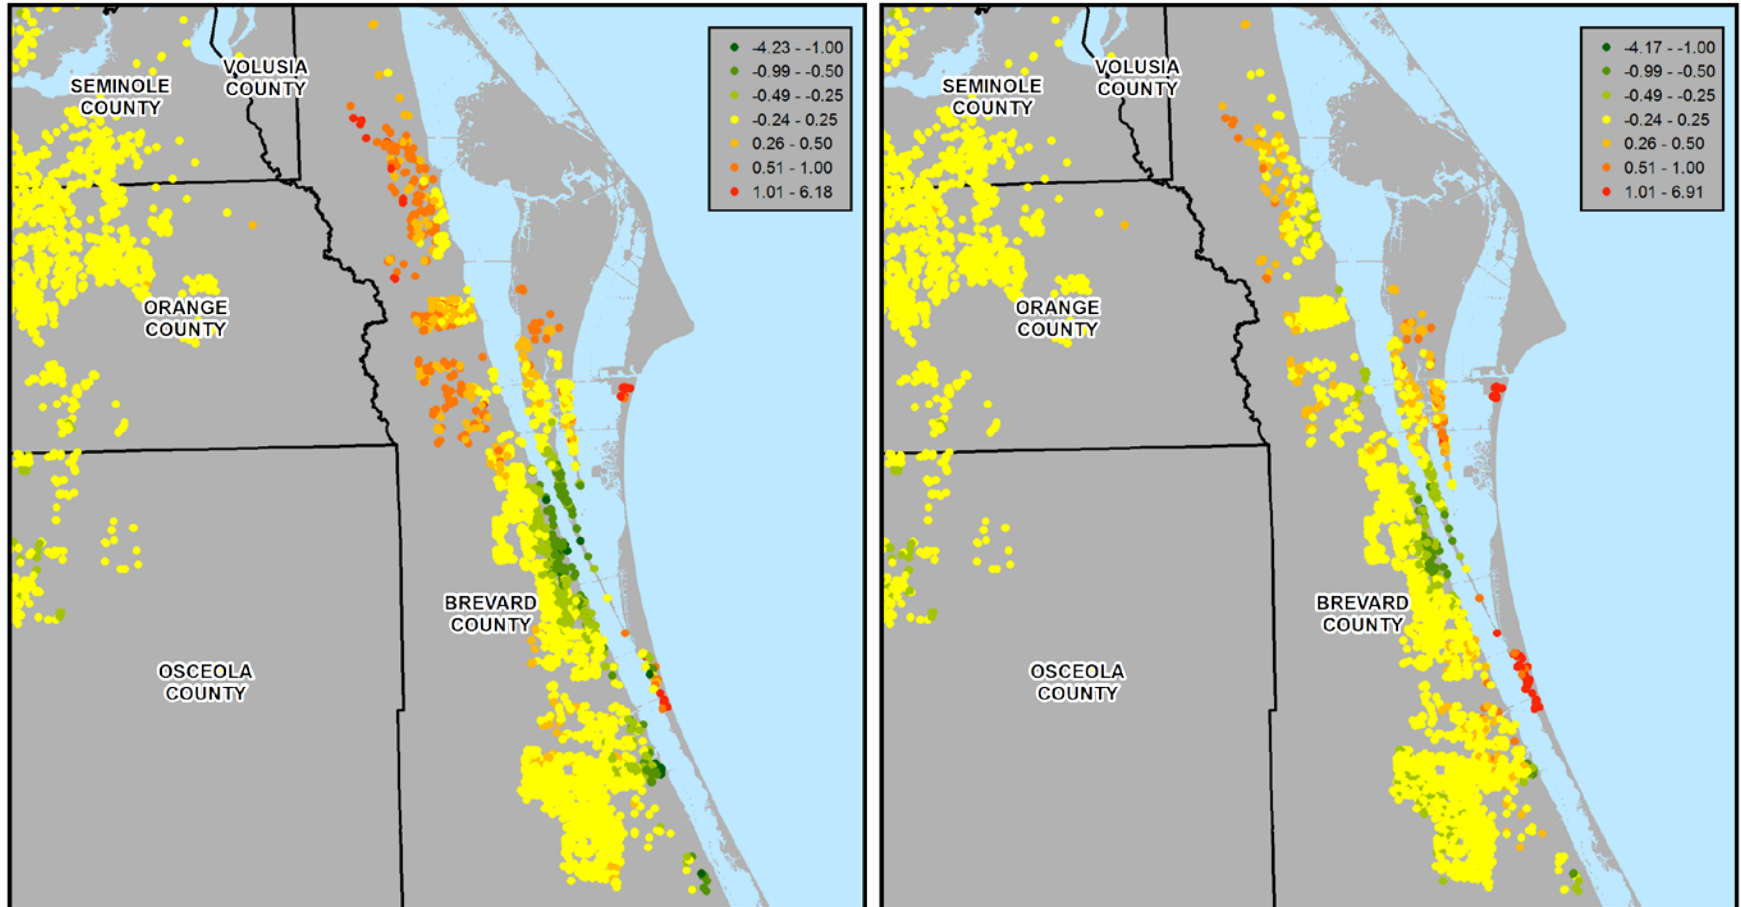 VOLUSIA
COUNTY
SEMINOLE
COUNTY
ORANGE
COUNTY
BREVARD
COUNTY
OSCEOLA
COUNTY
-4.23 - -1.00
-0.99 - -0.50
-0.49 - -0.25
-0.24 - 0.25
0.26 - 0.50
0.51 - 1.00
1.01 - 6.18
VOLUSIA
COUNTY
SEMINOLE
COUNTY
ORANGE
COUNTY
BREVARD
COUNTY
OSCEOLA
COUNTY
-4.17 - -1.00
-0.99 - -0.50
-0.49 - -0.25
-0.24 - 0.25
0.26 - 0.50
0.51 - 1.00
1.01 - 6.91